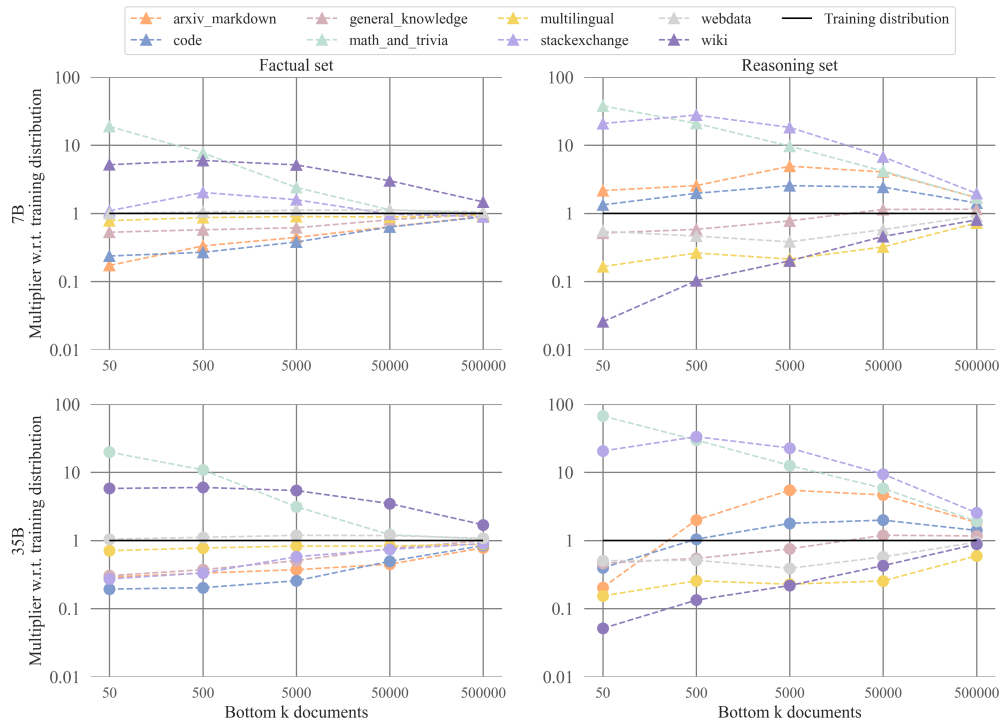 arxiv_markdown general_knowledge multilingual webdata Training distribution
code math_and_trivia stackexchange wiki
Factual set Reasoning set
Multiplier w.r.t. training distribution
7B
100
10
1
0.1
0.01
50 500 5000 50000 500000
100
10
1
0.1
0.01
50 500 5000 50000 500000
Multiplier w.r.t. training distribution
35B
100
10
1
0.1
0.01
50 500 5000 50000 500000
Bottom k documents
100
10
1
0.1
0.01
50 500 5000 50000 500000
Bottom k documents